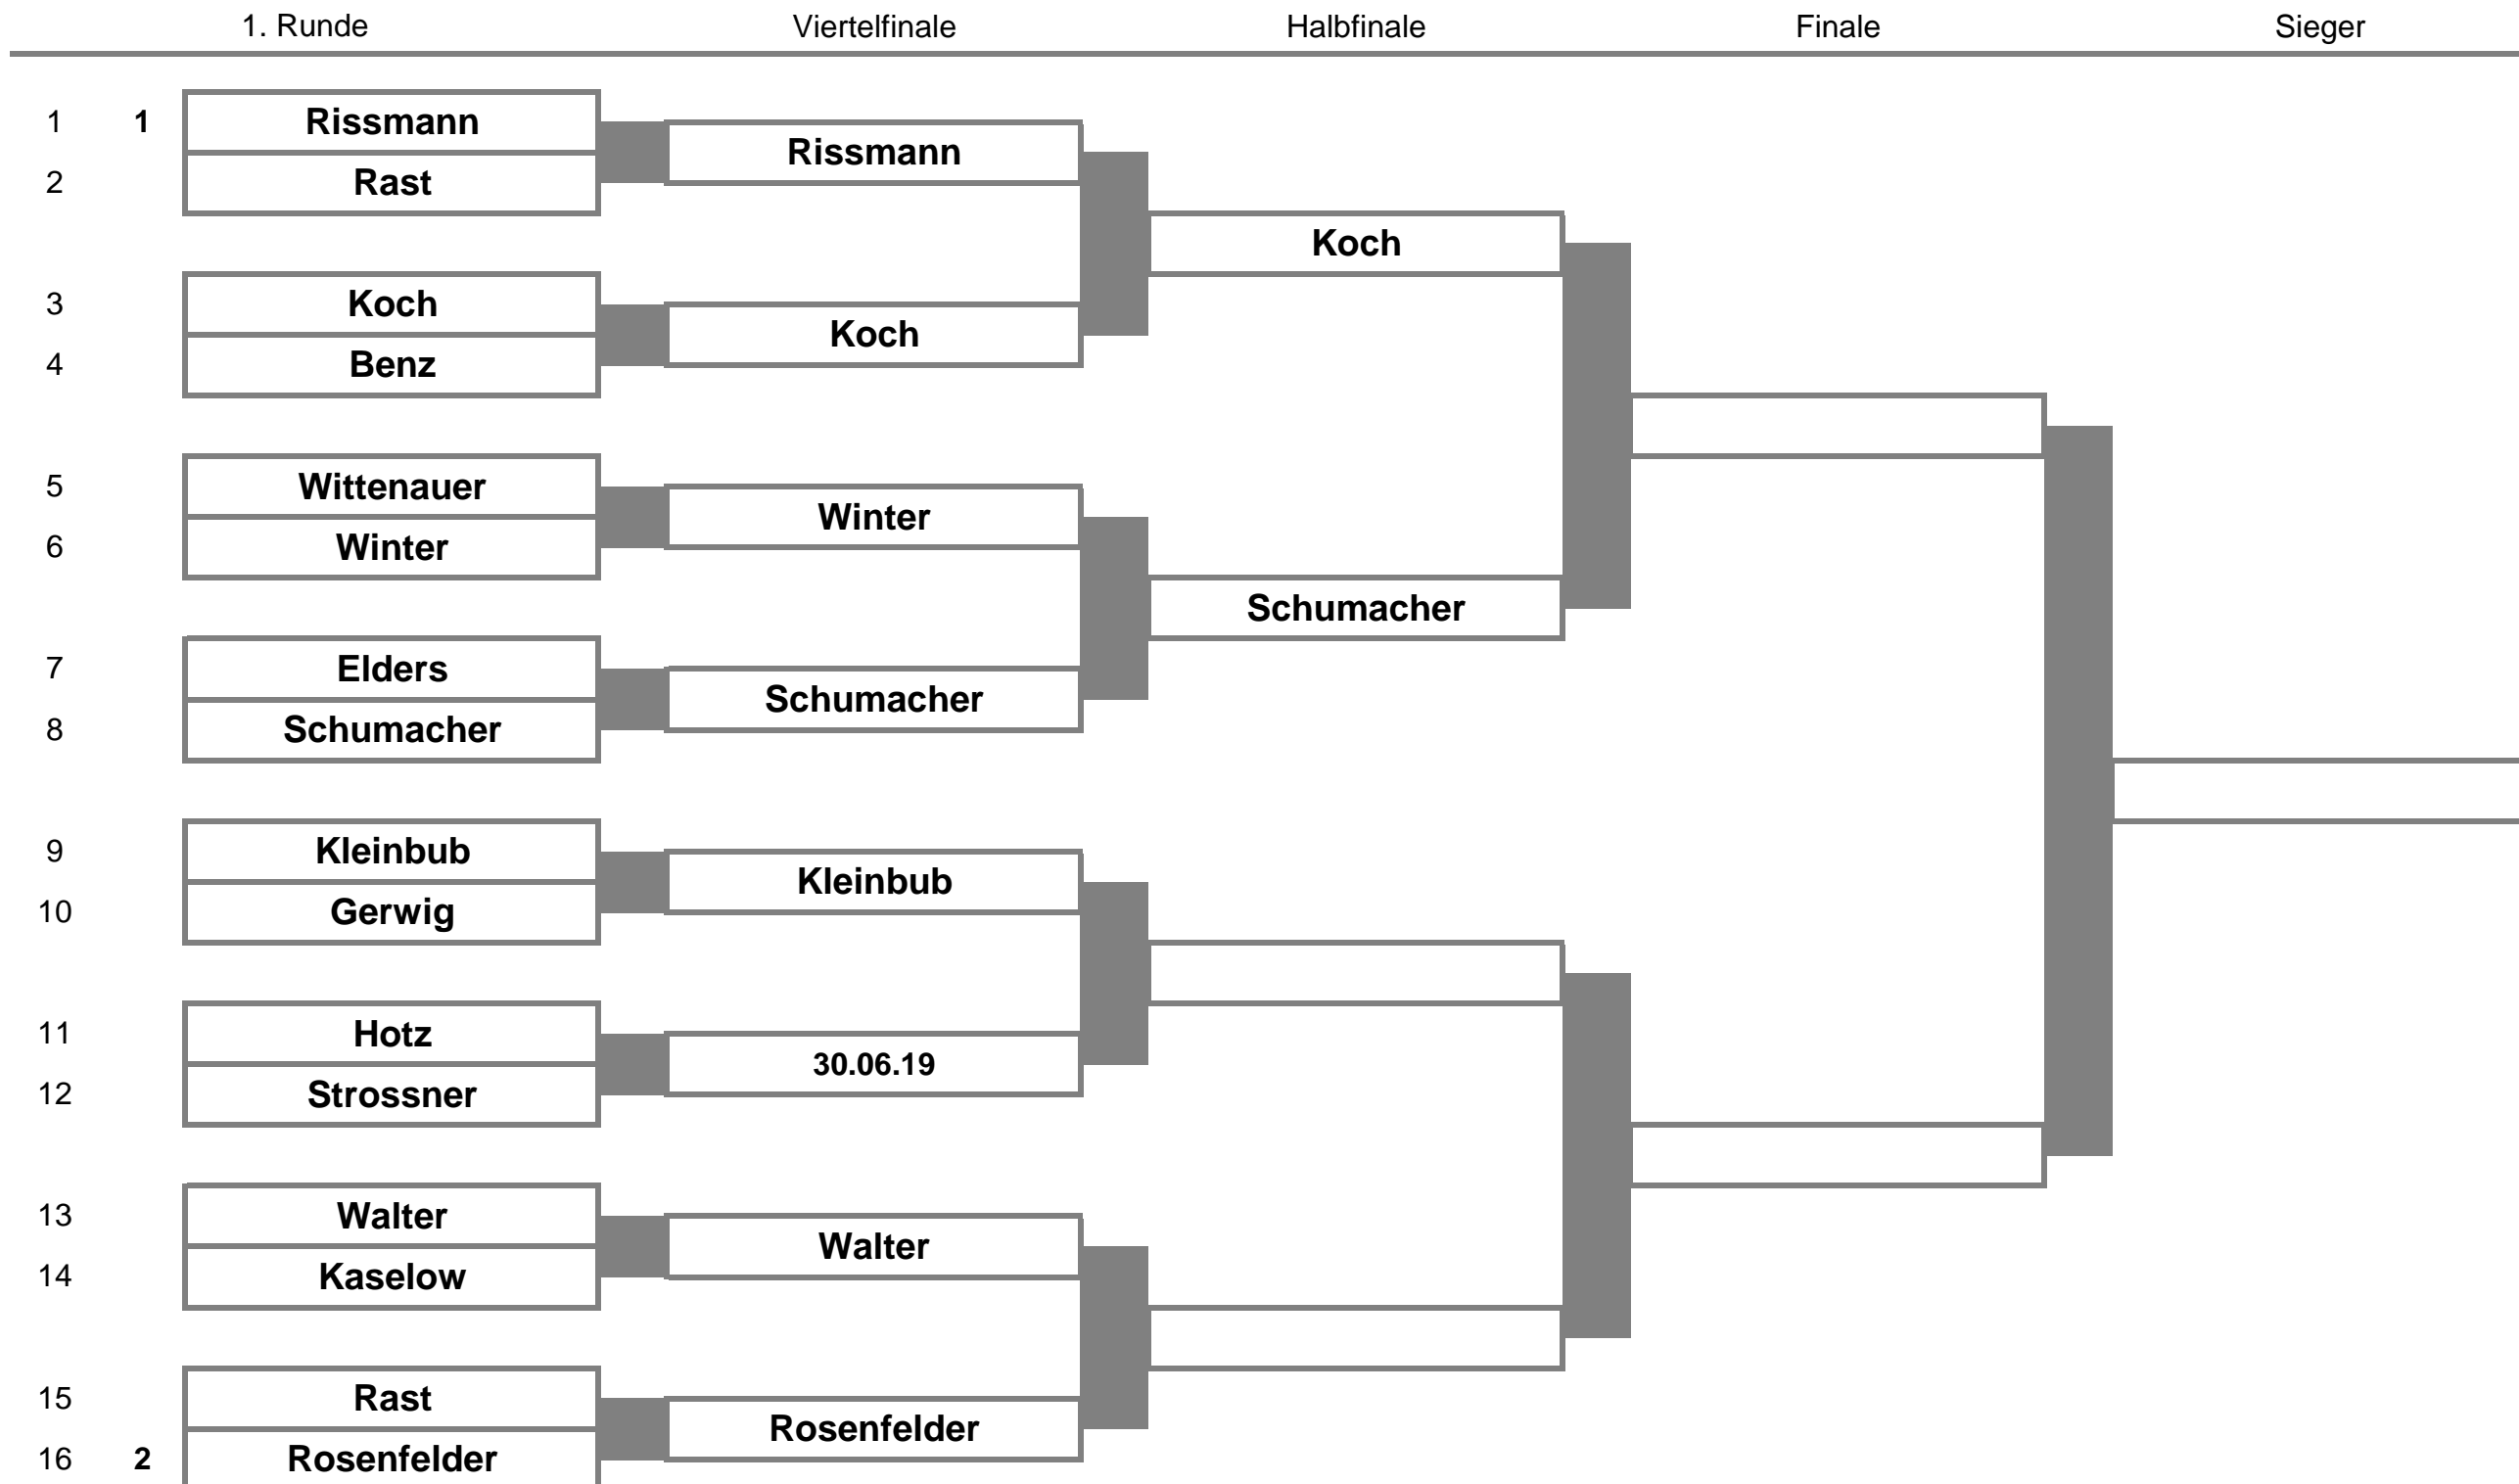 1. Runde Viertelfinale Halbfinale Finale Sieger
1 1 Rissmann
Rissmann
2 Rast
Koch
3 Koch
Koch
4 Benz
5 Wittenauer
Winter
6 Winter
Schumacher
7 Elders
Schumacher
8 Schumacher
9 Kleinbub
Kleinbub
10 Gerwig
11 Hotz
30.06.19
12 Strossner
13 Walter
Walter
14 Kaselow
15 Rast
Rosenfelder
16 2 Rosenfelder